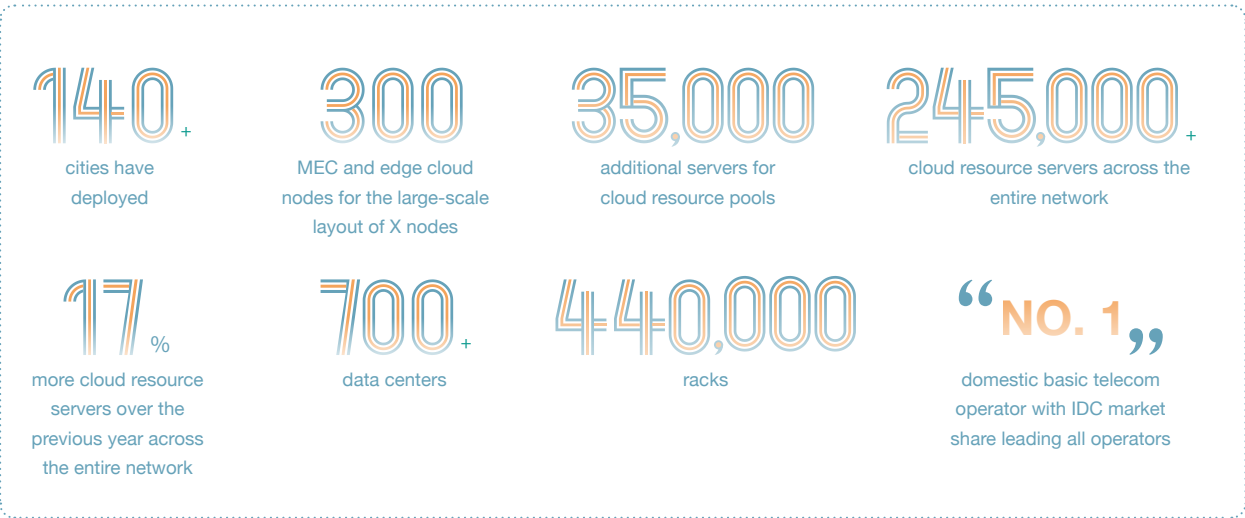 140+
cities have
deployed
300
MEC and edge cloud
nodes for the large-scale
layout of X nodes
35,000
additional servers for
cloud resource pools
245,000+
cloud resource servers across the
entire network
17%
more cloud resource
servers over the
previous year across
the entire network
700+
data centers
440,000
racks
“NO. 1”
domestic basic telecom
operator with IDC market
share leading all operators